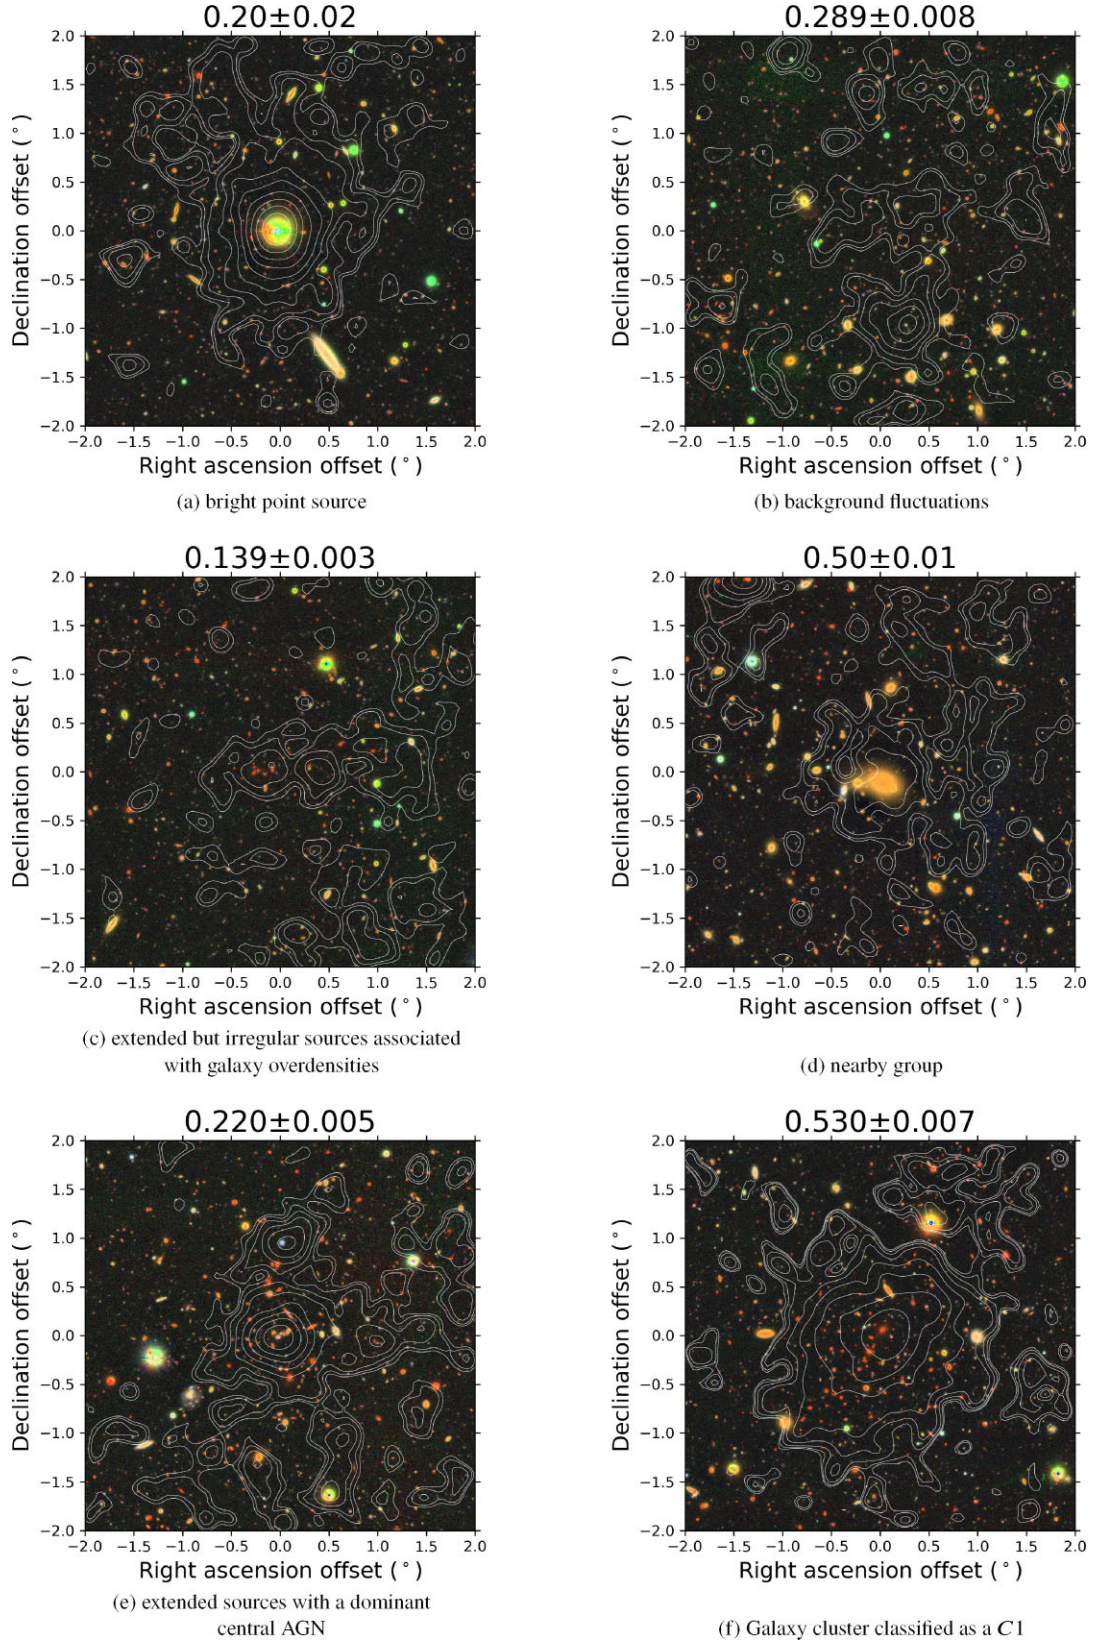 0.20±0.02
2.0
1.5
1.0
0.5
0.0
−0.5
−1.0
−1.5
−2.0
Declination offset (°)
−2.0 −1.5 −1.0 −0.5 0.0 0.5 1.0 1.5 2.0
Right ascension offset (°)
(a) bright point source
0.289±0.008
2.0
1.5
1.0
0.5
0.0
−0.5
−1.0
−1.5
−2.0
Declination offset (°)
−2.0 −1.5 −1.0 −0.5 0.0 0.5 1.0 1.5 2.0
Right ascension offset (°)
(b) background fluctuations
0.139±0.003
2.0
1.5
1.0
0.5
0.0
−0.5
−1.0
−1.5
−2.0
Declination offset (°)
−2.0 −1.5 −1.0 −0.5 0.0 0.5 1.0 1.5 2.0
Right ascension offset (°)
(c) extended but irregular sources associated
with galaxy overdensities
0.50±0.01
2.0
1.5
1.0
0.5
0.0
−0.5
−1.0
−1.5
−2.0
Declination offset (°)
−2.0 −1.5 −1.0 −0.5 0.0 0.5 1.0 1.5 2.0
Right ascension offset (°)
(d) nearby group
0.220±0.005
2.0
1.5
1.0
0.5
0.0
−0.5
−1.0
−1.5
−2.0
Declination offset (°)
−2.0 −1.5 −1.0 −0.5 0.0 0.5 1.0 1.5 2.0
Right ascension offset (°)
(e) extended sources with a dominant
central AGN
0.530±0.007
2.0
1.5
1.0
0.5
0.0
−0.5
−1.0
−1.5
−2.0
Declination offset (°)
−2.0 −1.5 −1.0 −0.5 0.0 0.5 1.0 1.5 2.0
Right ascension offset (°)
(f) Galaxy cluster classified as a C1